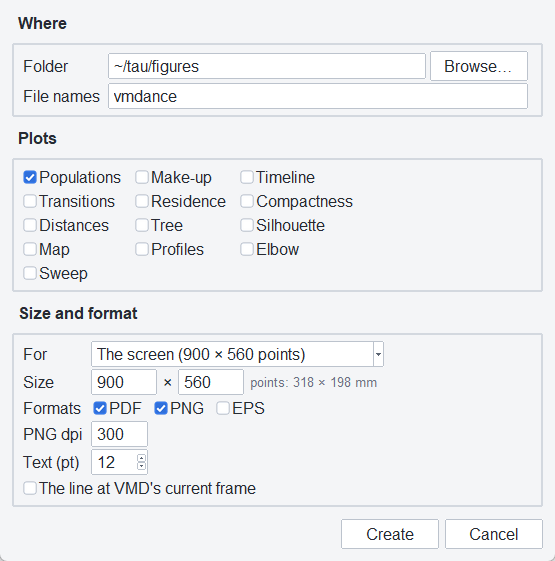 Where
Folder ~/tau/figures Browse...
File names vmdance
Plots
Populations Make-up Timeline
Transitions Residence Compactness
Distances Tree Silhouette
Map Profiles Elbow
Sweep
Size and format
For The screen (900 × 560 points)
Size 900 × 560 points: 318 × 198 mm
Formats PDF PNG EPS
PNG dpi 300
Text (pt) 12
The line at VMD's current frame
Create Cancel